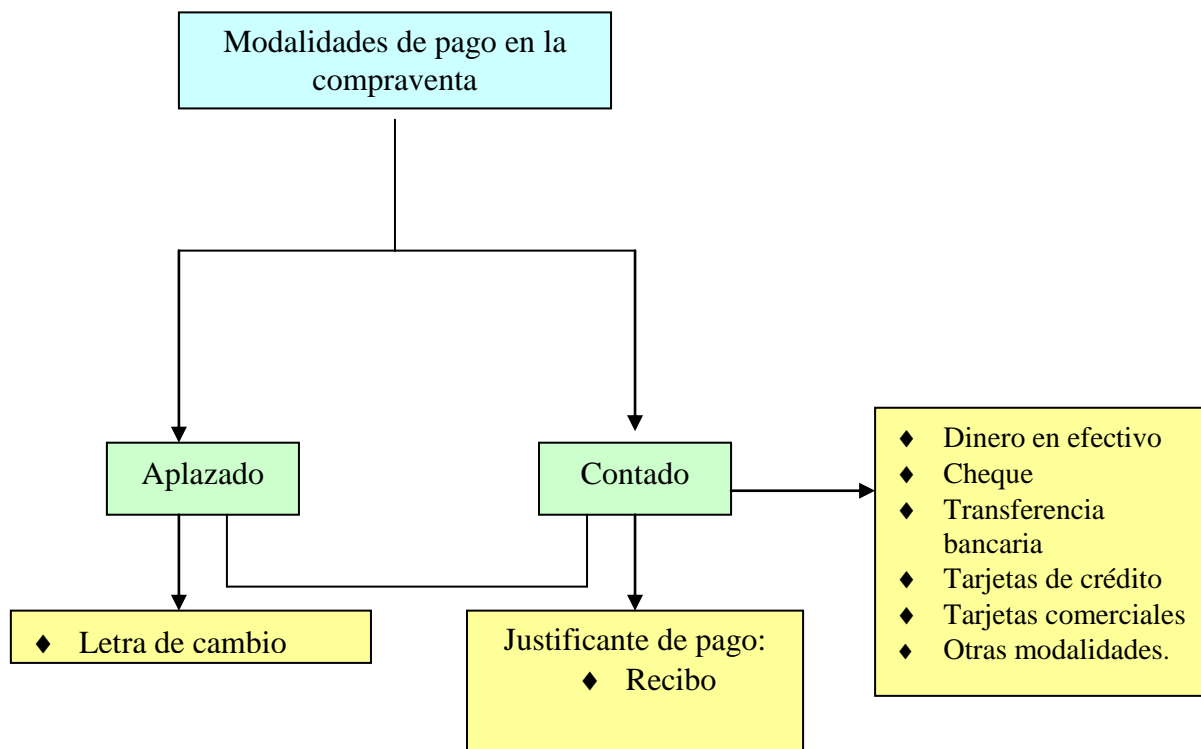 Modalidades de pago en la
compraventa
Aplazado
Contado
♦ Dinero en efectivo
♦ Cheque
♦ Transferencia
bancaria
♦ Tarjetas de crédito
♦ Tarjetas comerciales
♦ Otras modalidades.
♦ Letra de cambio
Justificante de pago:
♦ Recibo